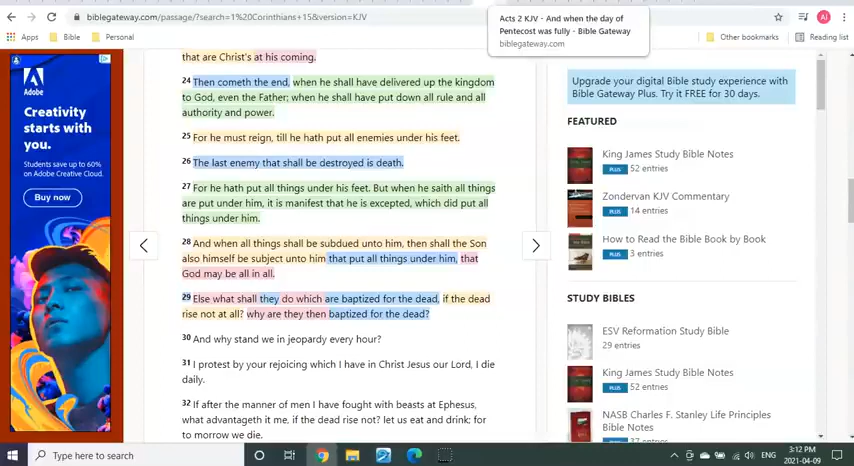 biblegateway.com/passage/?search=1%20Corinthians+15&version=KJV
Acts 2 KJV - And when the day of
Pentecost was fully - Bible Gateway
biblegateway.com
AI
Apps
Bible
Personal
Other bookmarks
Reading list
Adobe
Creativity
starts with
you.
Students save up to 60%
on Adobe Creative Cloud.
Buy now
that are Christ's at his coming.
24 Then cometh the end, when he shall have delivered up the kingdom
to God, even the Father; when he shall have put down all rule and all
authority and power.
25 For he must reign, till he hath put all enemies under his feet.
26 The last enemy that shall be destroyed is death.
27 For he hath put all things under his feet. But when he saith all things
are put under him, it is manifest that he is excepted, which did put all
things under him.
28 And when all things shall be subdued unto him, then shall the Son
also himself be subject unto him that put all things under him, that
God may be all in all.
29 Else what shall they do which are baptized for the dead, if the dead
rise not at all? why are they then baptized for the dead?
30 And why stand we in jeopardy every hour?
31 I protest by your rejoicing which I have in Christ Jesus our Lord, I die
daily.
32 If after the manner of men I have fought with beasts at Ephesus,
what advantageth it me, if the dead rise not? let us eat and drink; for
to morrow we die.
Upgrade your digital Bible study experience with
Bible Gateway Plus. Try it FREE for 30 days.
FEATURED
King James Study Bible Notes
PLUS 52 entries
Zondervan KJV Commentary
PLUS 14 entries
How to Read the Bible Book by Book
PLUS 3 entries
STUDY BIBLES
ESV Reformation Study Bible
29 entries
King James Study Bible Notes
PLUS 52 entries
NASB Charles F. Stanley Life Principles
Bible Notes
PLUS 37 entries
Type here to search
3:12 PM
2021-04-09